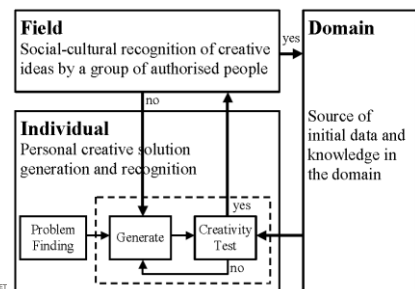 Field
Social-cultural recognition of creative
ideas by a group of authorised people
yes
Domain
Source of
initial data and
knowledge in
the domain
no
Individual
Personal creative solution
generation and recognition
yes
Problem
Finding
Generate
Creativity
Test
no
ET